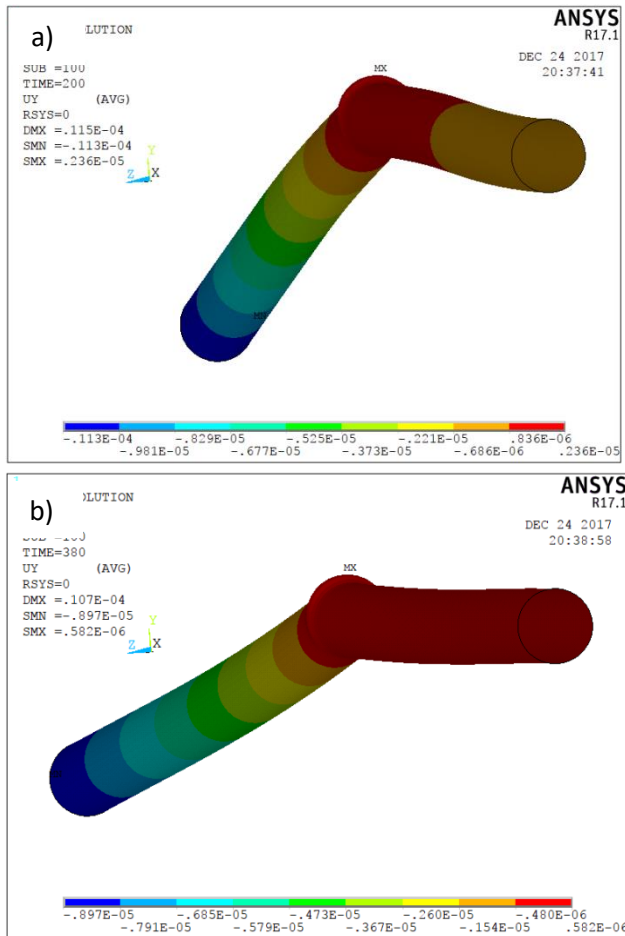 a)
LUTION
ANSYS
R17.1
DEC 24 2017
20:37:41
SUB =100
TIME=200
UY (AVG)
RSYS=0
DMX =.115E-04
SMN =-.113E-04
SMX =.236E-05
MX
Y
Z X
MN
-.113E-04 -.829E-05 -.525E-05 -.221E-05 .836E-06
-.981E-05 -.677E-05 -.373E-05 -.686E-06 .236E-05
b)
OLUTION
ANSYS
R17.1
DEC 24 2017
20:38:58
TIME=380
UY (AVG)
RSYS=0
DMX =.107E-04
SMN =-.897E-05
SMX =.582E-06
MX
Y
Z X
MN
-.897E-05 -.685E-05 -.473E-05 -.260E-05 -.480E-06
-.791E-05 -.579E-05 -.367E-05 -.154E-05 .582E-06